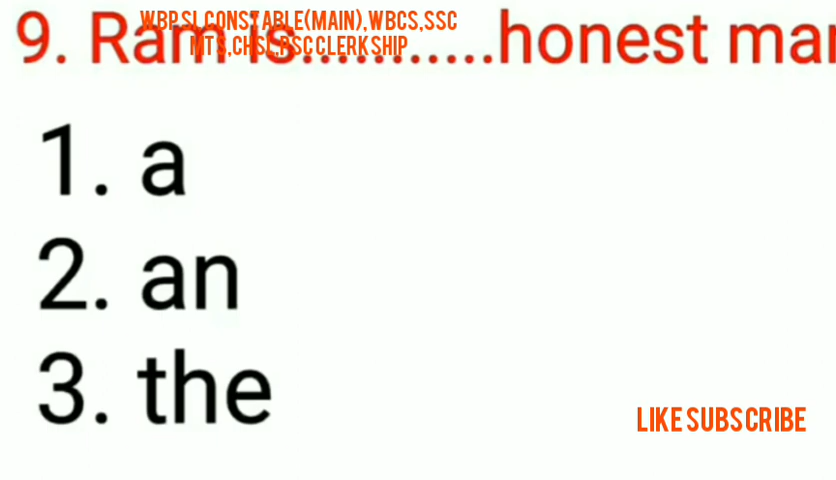 WBP SI,CONSTABLE(MAIN),WBCS,SSC
MTS,CHSL,PSC CLERKSHIP
9. Ram is...........honest man
1. a
2. an
3. the
LIKE SUBSCRIBE